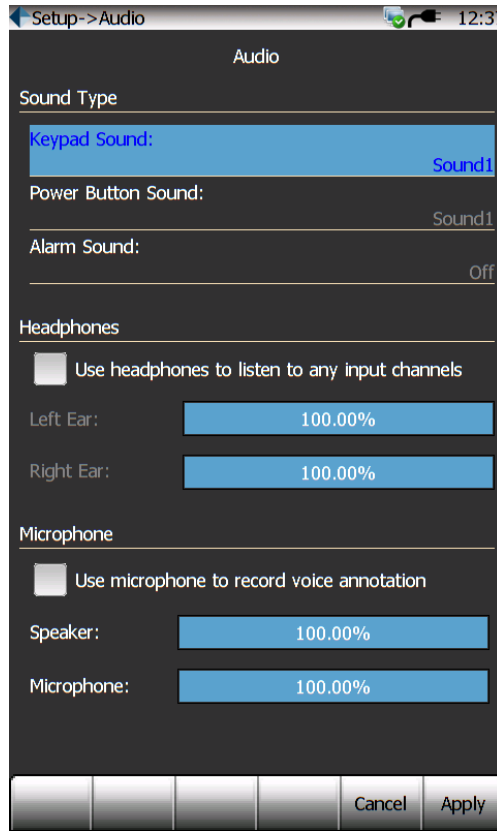 Setup->Audio
12:3
Audio
Sound Type
Keypad Sound:
Sound1
Power Button Sound:
Sound1
Alarm Sound:
Off
Headphones
Use headphones to listen to any input channels
Left Ear:
100.00%
Right Ear:
100.00%
Microphone
Use microphone to record voice annotation
Speaker:
100.00%
Microphone:
100.00%
Cancel
Apply